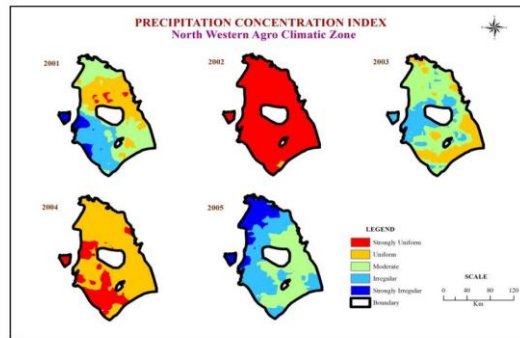 PRECIPITATION CONCENTRATION INDEX
North Western Agro Climatic Zone
2001
2002
2003
2004
2005
LEGEND
Strongly Uniform
Uniform
Moderate
Irregular
Strongly Irregular
Boundary
SCALE
0 20 40 80 120
Km